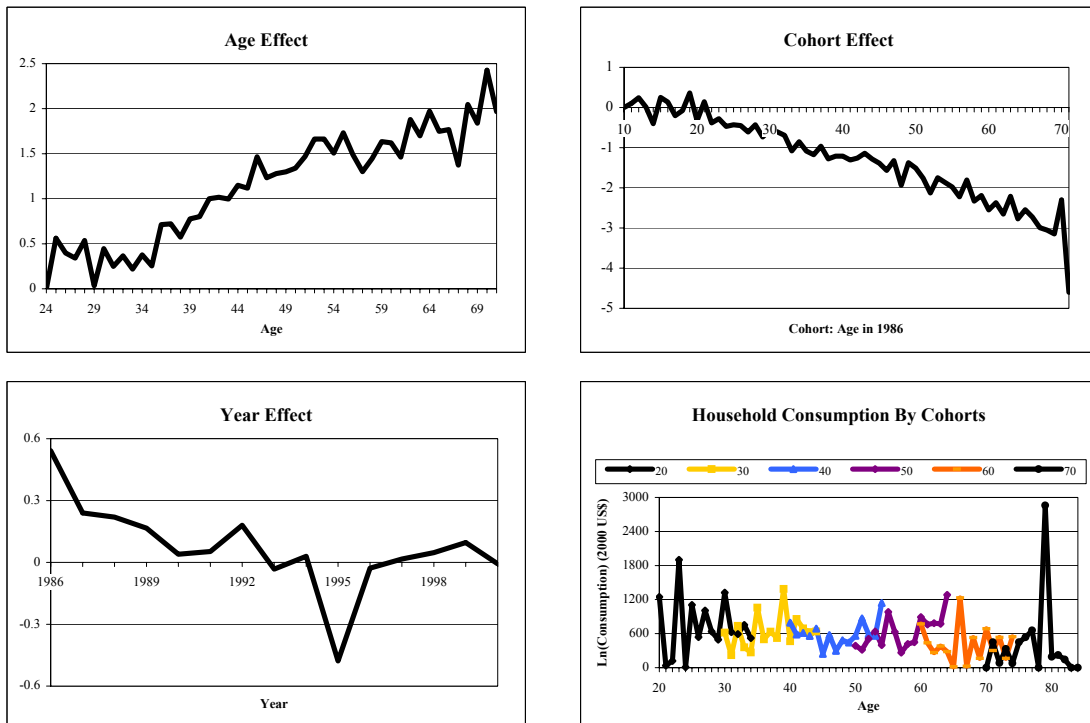 Age Effect
2.5
2
1.5
1
0.5
0
24 29 34 39 44 49 54 59 64 69
Age
Cohort Effect
1
0
-1
-2
-3
-4
-5
10 20 30 40 50 60 70
Cohort: Age in 1986
Year Effect
0.6
0.3
0
-0.3
-0.6
1986 1989 1992 1995 1998
Year
Household Consumption By Cohorts
20 30 40 50 60 70
Ln(Consumption) (2000 US$)
3000
2400
1800
1200
600
0
20 30 40 50 60 70 80
Age